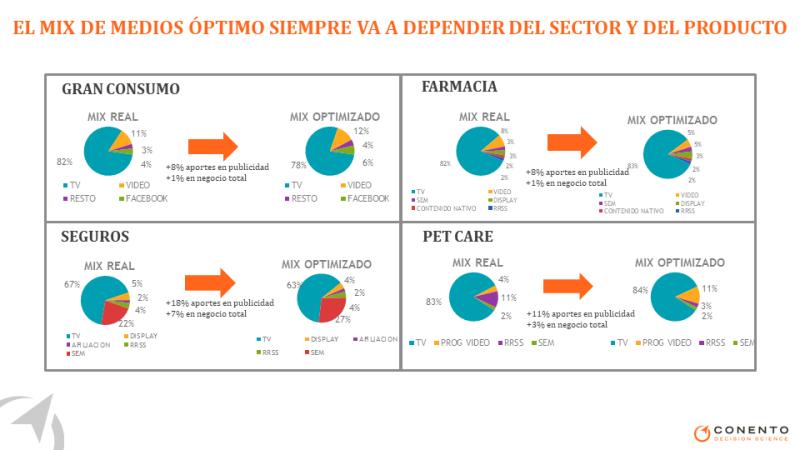 EL MIX DE MEDIOS ÓPTIMO SIEMPRE VA A DEPENDER DEL SECTOR Y DEL PRODUCTO
GRAN CONSUMO
MIX REAL
11%
3%
4%
82%
TV
VIDEO
RESTO
FACEBOOK
+8% aportes en publicidad
+1% en negocio total
MIX OPTIMIZADO
12%
4%
6%
78%
TV
VIDEO
RESTO
FACEBOOK
FARMACIA
MIX REAL
8%
3%
3%
2%
2%
82%
TV
VIDEO
SEM
DISPLAY
CONTENIDO NATIVO
RRSS
+8% aportes en publicidad
+1% en negocio total
MIX OPTIMIZADO
5%
5%
3%
2%
2%
83%
TV
VIDEO
SEM
DISPLAY
CONTENIDO NATIVO
RRSS
SEGUROS
MIX REAL
67%
5%
2%
4%
22%
TV
DISPLAY
AFILIACION
RRSS
SEM
+18% aportes en publicidad
+7% en negocio total
MIX OPTIMIZADO
63%
4%
2%
4%
27%
TV
DISPLAY
AFILIACION
RRSS
SEM
PET CARE
MIX REAL
4%
11%
2%
83%
TV
PROG VIDEO
RRSS
SEM
+11% aportes en publicidad
+3% en negocio total
MIX OPTIMIZADO
84%
11%
3%
2%
TV
PROG VIDEO
RRSS
SEM
CONENTO
DECISION SCIENCE